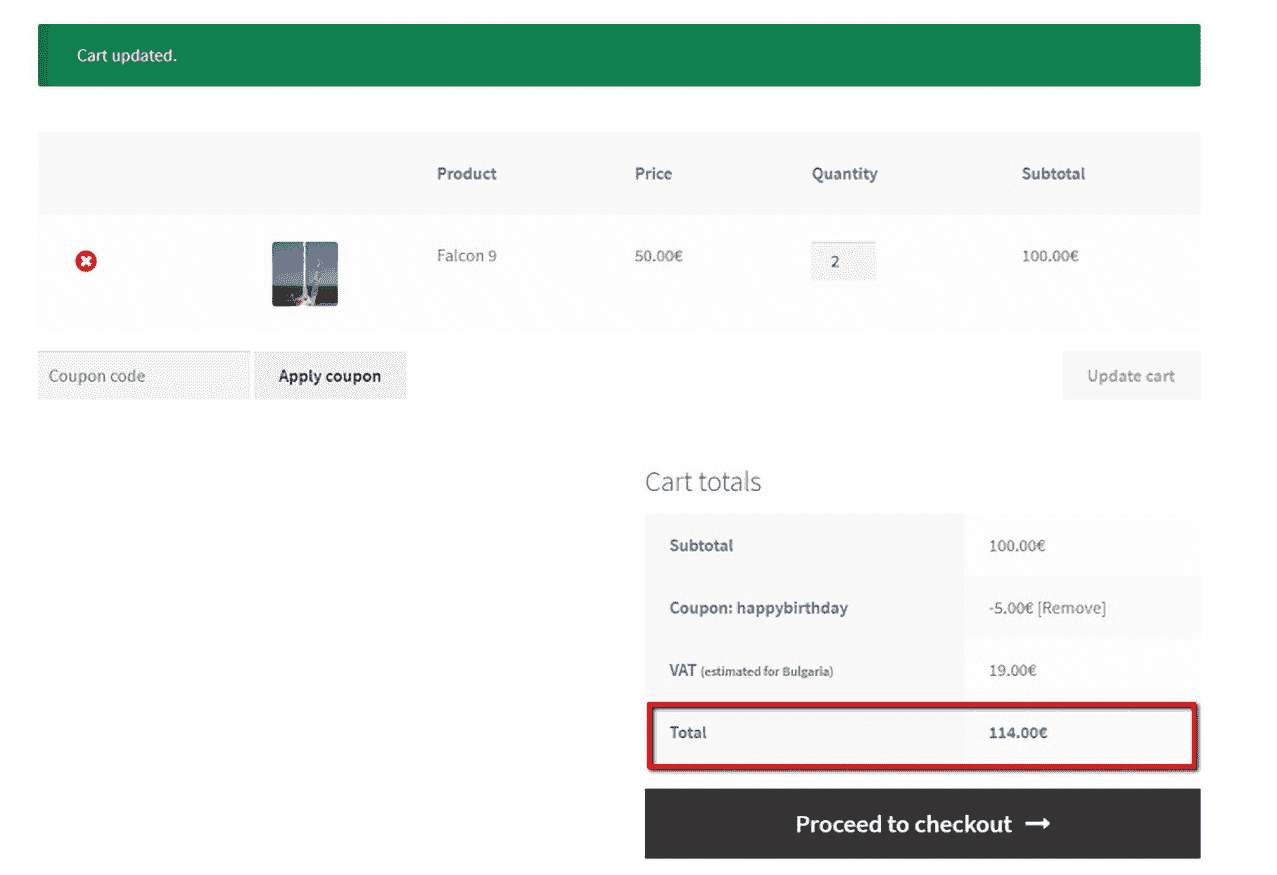 Cart updated.
Product Price Quantity Subtotal
Falcon 9 50.00€ 2 100.00€
Coupon code Apply coupon Update cart
Cart totals
Subtotal 100.00€
Coupon: happybirthday -5.00€ [Remove]
VAT (estimated for Bulgaria) 19.00€
Total 114.00€
Proceed to checkout →